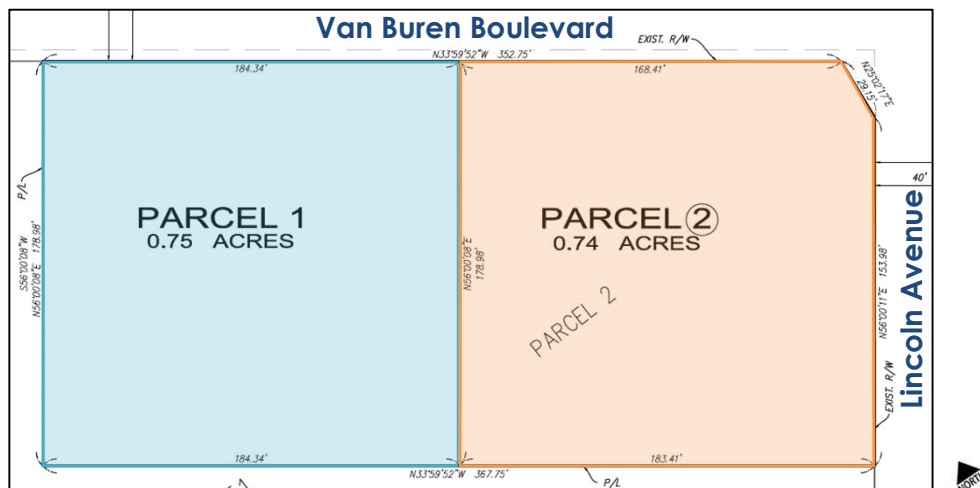 Van Buren Boulevard
EXIST. R/W
N33°59'52"W 352.75'
184.34'
168.41'
N25°02'17"E
29.15'
P/L
40'
PARCEL 1
0.75 ACRES
PARCEL 2
0.74 ACRES
S56°00'08"W
N56°00'08"E 178.98'
N56°00'08"E
178.98'
PARCEL 2
N56°00'11"E 153.98'
Lincoln Avenue
EXIST. R/W
184.34'
183.41'
N33°59'52"W 367.75'
P/L
NORTH